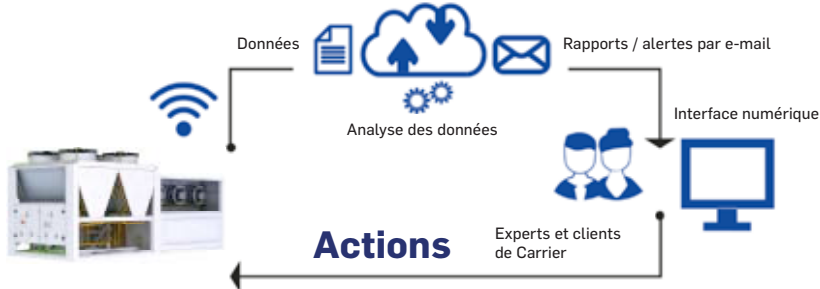 Données
Rapports / alertes par e-mail
Analyse des données
Interface numérique
Actions
Experts et clients
de Carrier